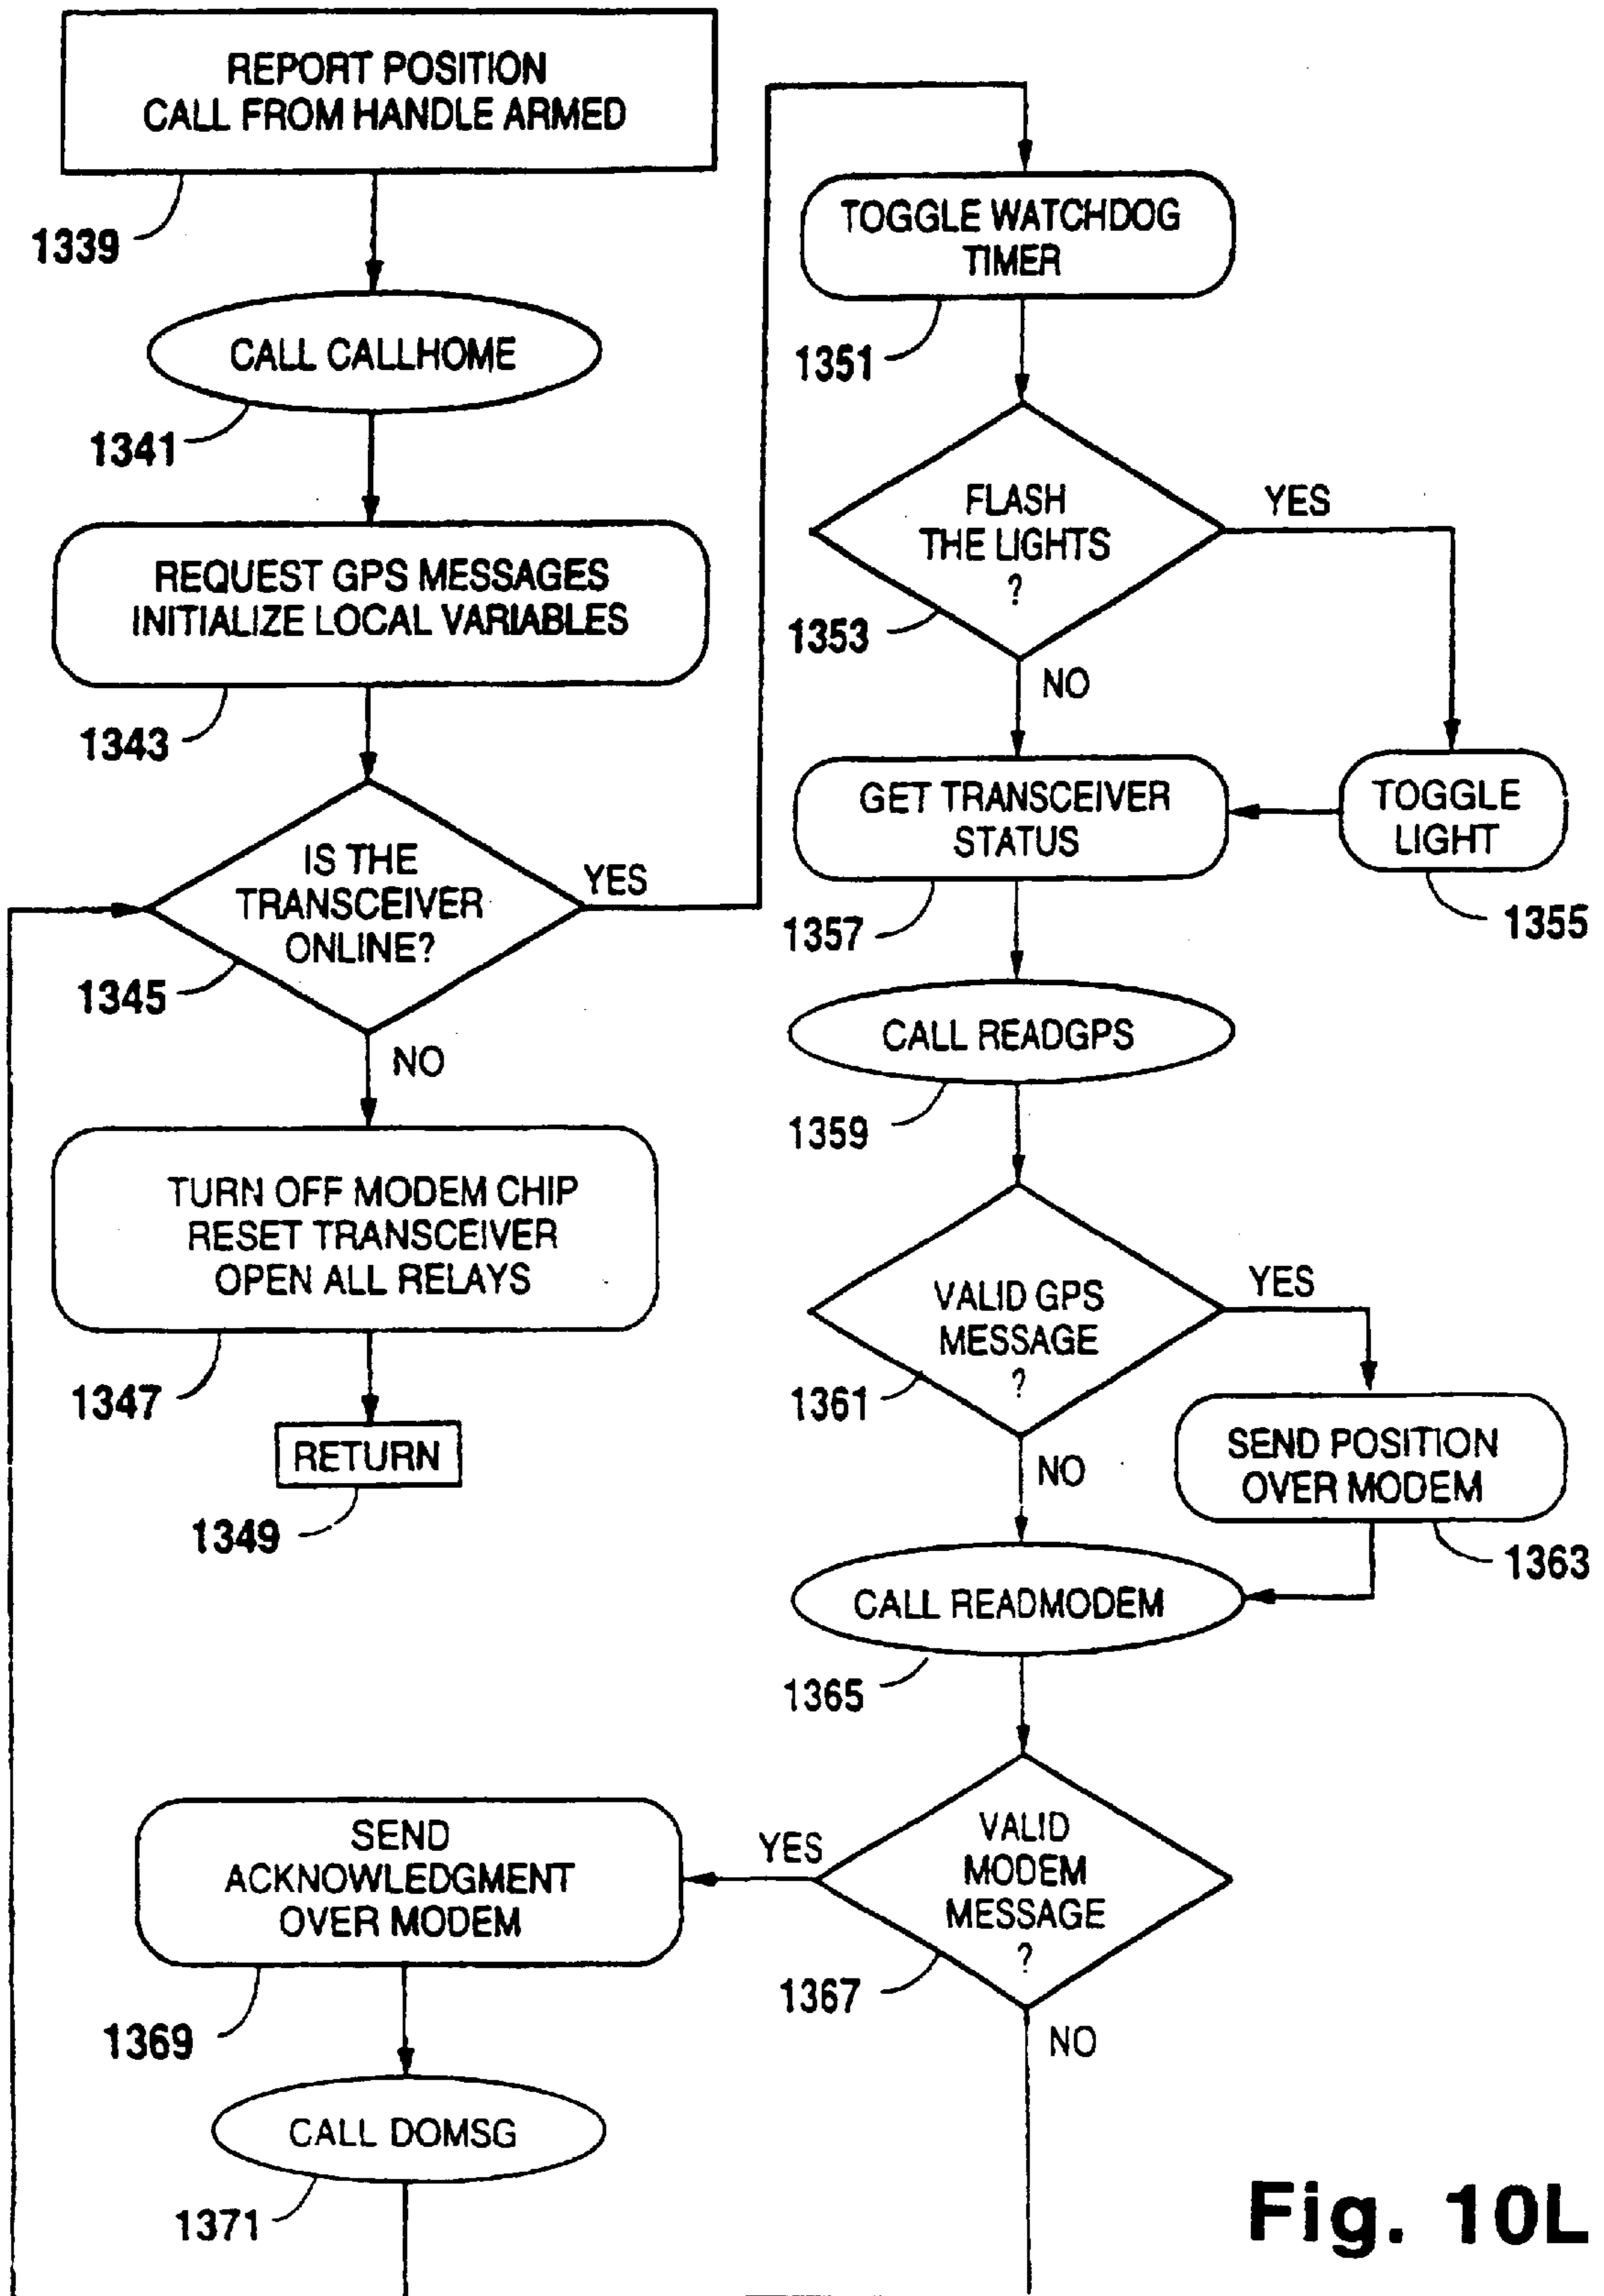 REPORT POSITION
CALL FROM HANDLE ARMED
1339
CALL CALLHOME
1341
REQUEST GPS MESSAGES
INITIALIZE LOCAL VARIABLES
1343
IS THE
TRANSCEIVER
ONLINE?
YES
1345
NO
TURN OFF MODEM CHIP
RESET TRANSCEIVER
OPEN ALL RELAYS
1347
RETURN
1349
TOGGLE WATCHDOG
TIMER
1351
FLASH
THE LIGHTS
?
YES
1353
NO
TOGGLE
LIGHT
1355
GET TRANSCEIVER
STATUS
1357
CALL READGPS
1359
VALID GPS
MESSAGE
?
YES
1361
NO
SEND POSITION
OVER MODEM
1363
CALL READMODEM
1365
VALID
MODEM
MESSAGE
?
YES
1367
NO
SEND
ACKNOWLEDGMENT
OVER MODEM
1369
CALL DOMSG
1371
Fig. 10L